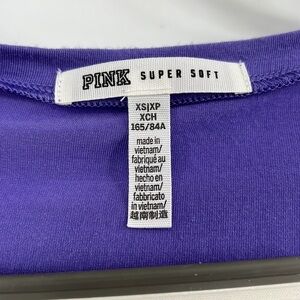 PINK SUPER SOFT
XS|XP
XCH
165/84A
made in
vietnam/
fabriqué au
vietnam/
hecho en
vietnam/
fabbricato
in vietnam/
越南制造